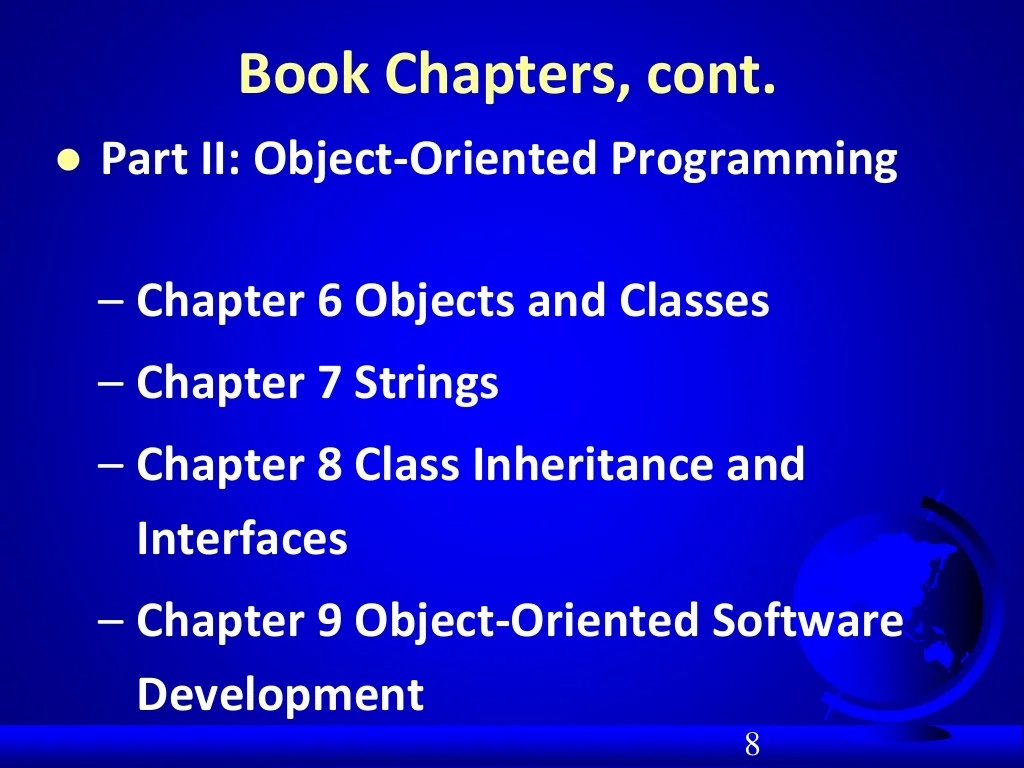 Book Chapters, cont.
● Part II: Object-Oriented Programming
– Chapter 6 Objects and Classes
– Chapter 7 Strings
– Chapter 8 Class Inheritance and
Interfaces
– Chapter 9 Object-Oriented Software
Development
8